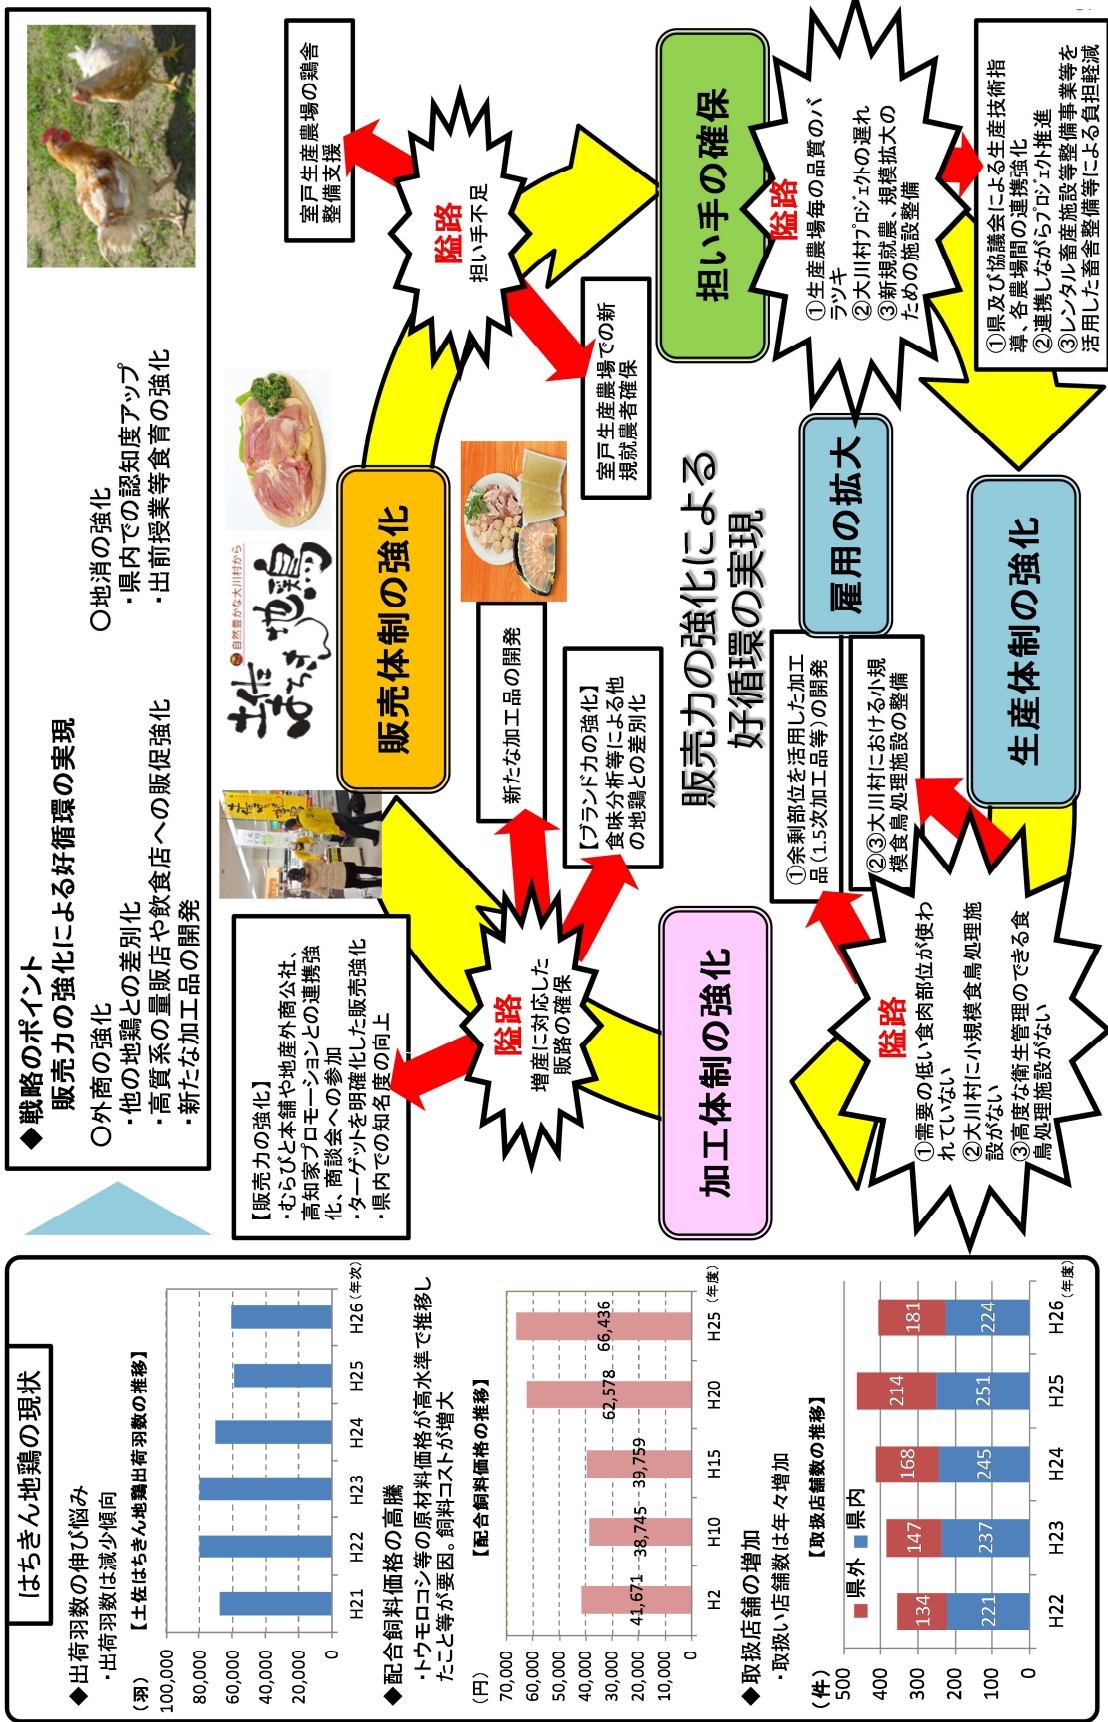 はちきん地鶏の現状
◆出荷羽数の伸び悩み
・出荷羽数は減少傾向
【土佐はちきん地鶏出荷羽数の推移】
(羽)
100,000
80,000
60,000
40,000
20,000
0
H21 H22 H23 H24 H25 H26 (年次)
◆配合飼料価格の高騰
・トウモロコシ等の原材料価格が高水準で推移し
たこと等が要因。飼料コストが増大
【配合飼料価格の推移】
(円)
70,000
60,000
50,000
40,000
30,000
20,000
10,000
0
41,671 38,745 39,759 62,578 66,436
H2 H10 H15 H20 H25 (年度)
◆取扱店舗の増加
・取扱い店舗数は年々増加
【取扱店舗数の推移】
(件)
■県外 ■県内
500
400
300
200
100
0
134 147 168 214 181
221 237 245 251 224
H22 H23 H24 H25 H26 (年度)
◆戦略のポイント
販売力の強化による好循環の実現
○外商の強化
・他の地鶏との差別化
・高質系の量販店や飲食店への販促強化
・新たな加工品の開発
○地消の強化
・県内での認知度アップ
・出前授業等食育の強化
【販売力の強化】
・むらびと本舗や地産外商公社、
高知家プロモーションとの連携強
化、商談会への参加
・ターゲットを明確化した販売強化
・県内での知名度の向上
自然豊かな大川村から
土佐はちきん地鶏
販売体制の強化
室戸生産農場の鶏舎
整備支援
隘路
担い手不足
室戸生産農場での新
規就農者確保
隘路
増産に対応した
販路の確保
新たな加工品の開発
【ブランド力の強化】
食味分析等による他
の地鶏との差別化
販売力の強化による
好循環の実現
加工体制の強化
担い手の確保
①余剰部位を活用した加工
品(1.5次加工品等)の開発
②③大川村における小規
模食鳥処理施設の整備
雇用の拡大
隘路
①生産農場毎の品質のバ
ラツキ
②大川村プロジェクトの遅れ
③新規就農、規模拡大の
ための施設整備
隘路
①需要の低い食肉部位が使わ
れていない
②大川村に小規模食鳥処理施
設がない
③高度な衛生管理のできる食
鳥処理施設がない
生産体制の強化
①県及び協議会による生産技術指
導、各農場間の連携強化
②連携しながらプロジェクト推進
③レンタル畜産施設等整備事業等を
活用した畜舎整備等による負担軽減